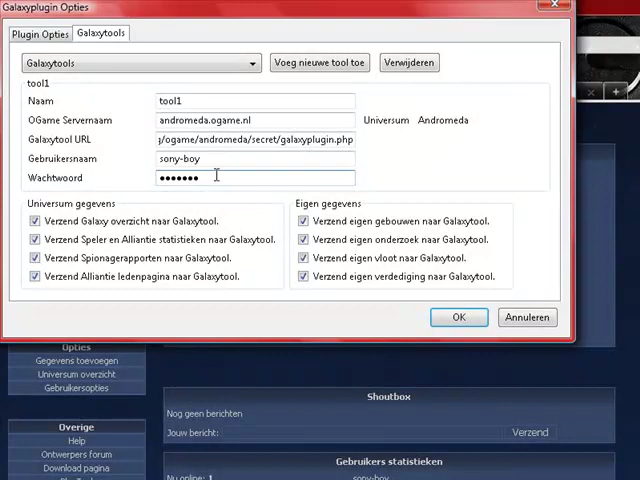 Galaxyplugin Opties
Plugin Opties Galaxytools
Galaxytools Voeg nieuwe tool toe Verwijderen
tool1
Naam tool1
OGame Servernaam andromeda.ogame.nl Universum Andromeda
Galaxytool URL /ogame/andromeda/secret/galaxyplugin.php
Gebruikersnaam sony-boy
Wachtwoord •••••••
Universum gegevens
Verzend Galaxy overzicht naar Galaxytool.
Verzend Speler en Alliantie statistieken naar Galaxytool.
Verzend Spionagerapporten naar Galaxytool.
Verzend Alliantie ledenpagina naar Galaxytool.
Eigen gegevens
Verzend eigen gebouwen naar Galaxytool.
Verzend eigen onderzoek naar Galaxytool.
Verzend eigen vloot naar Galaxytool.
Verzend eigen verdediging naar Galaxytool.
OK Annuleren
Opties
Gegevens toevoegen
Universum overzicht
Gebruikersopties
Overige
Help
Ontwerpers forum
Download pagina
Shoutbox
Nog geen berichten
Jouw bericht: Verzend
Gebruikers statistieken
Nu online: 1 sony-boy